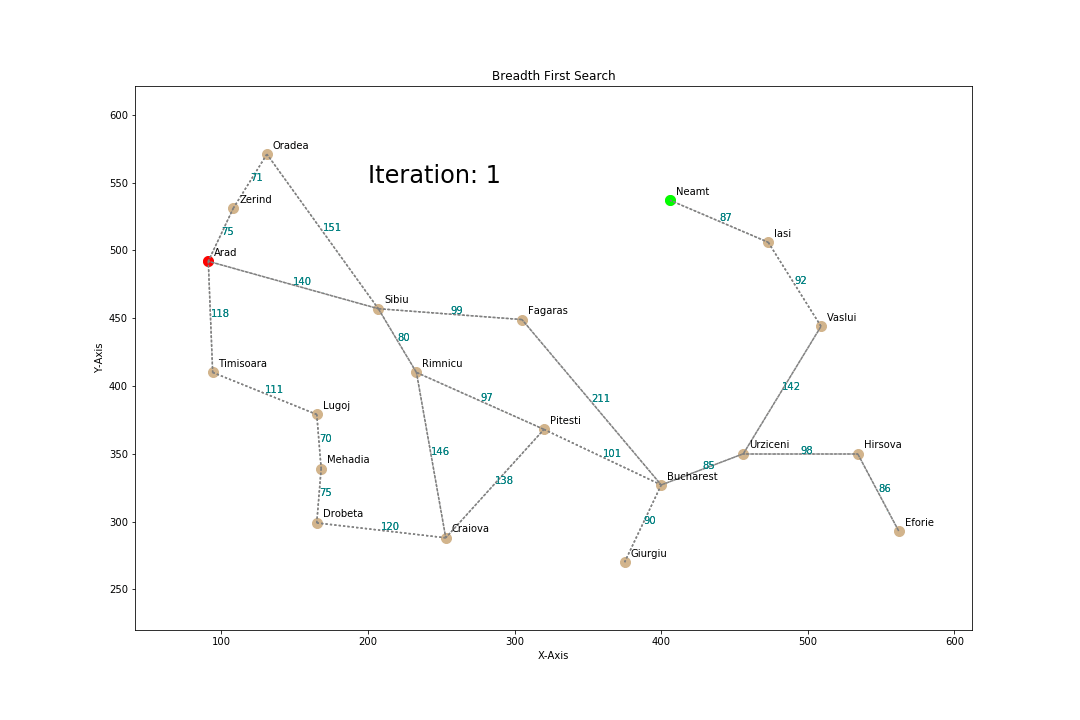 Breadth First Search
600
Oradea
Iteration: 1
550
71
Neamt
Zerind
87
151
75
Iasi
500
Arad
140
92
Sibiu
99
Fagaras
118
450
Vaslui
80
Timisoara
Rimnicu
400
111
97
211
142
Lugoj
Pitesti
70
146
101
Urziceni
98
Hirsova
350
Mehadia
85
Bucharest
138
86
75
Drobeta
120
Craiova
90
Eforie
300
Giurgiu
250
100
200
300
400
500
600
X-Axis
Y-Axis